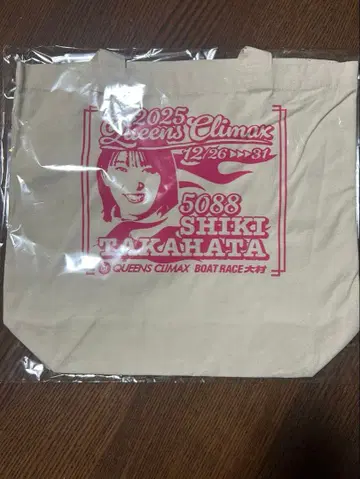 2025
Queens Climax
12/26 ▶▶▶ 31
5088
SHIKI
TAKAHATA
QUEENS CLIMAX BOAT RACE 大村